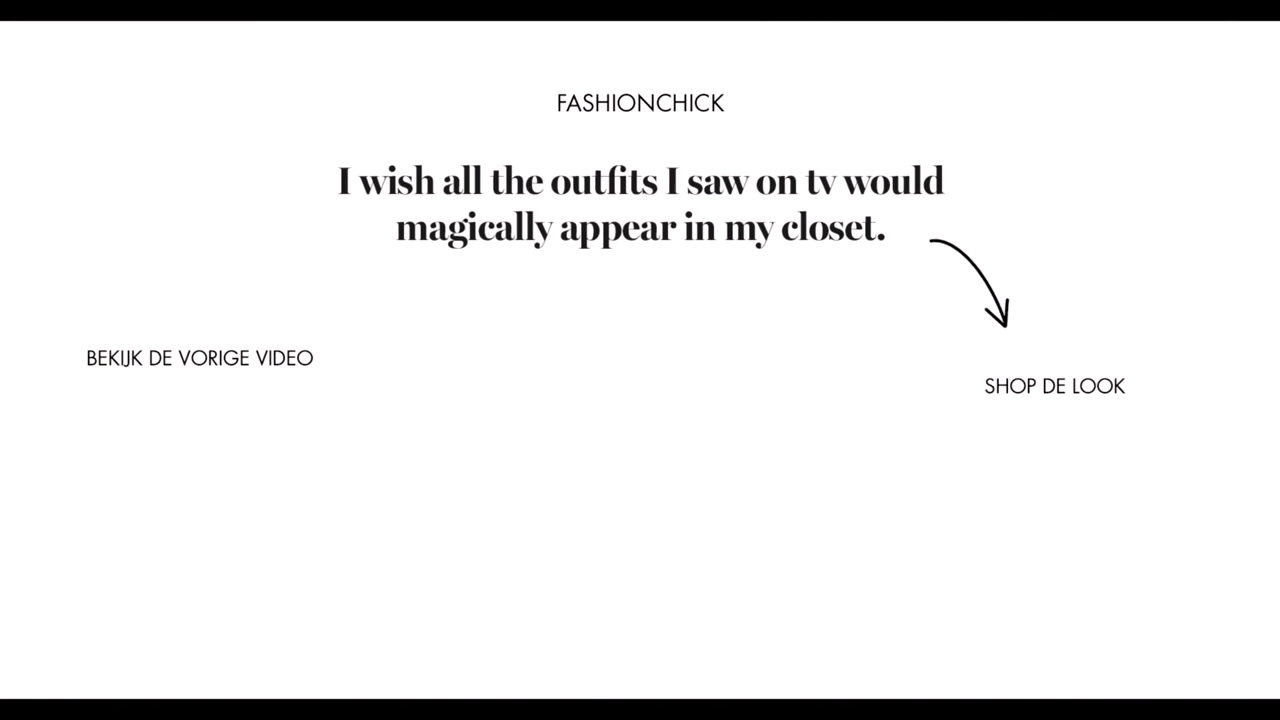 FASHIONCHICK
I wish all the outfits I saw on tv would
magically appear in my closet.
BEKIJK DE VORIGE VIDEO
SHOP DE LOOK